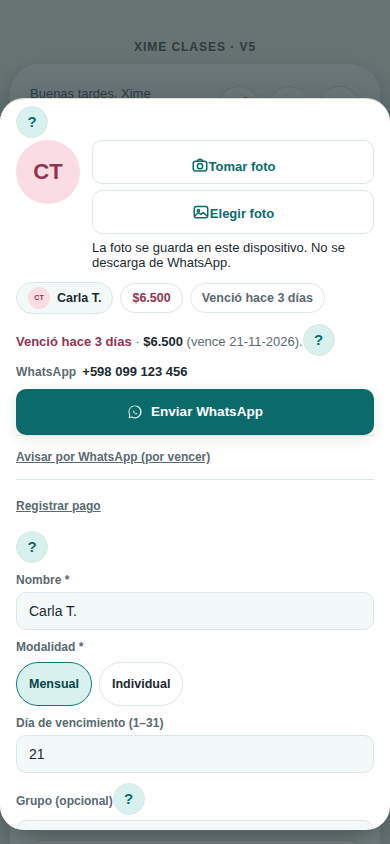 XIME CLASES · V5
Buenas tardes, Xime
?
CT
Tomar foto
Elegir foto
La foto se guarda en este dispositivo. No se
descarga de WhatsApp.
CT Carla T.
$6.500
Venció hace 3 días
Venció hace 3 días · $6.500 (vence 21-11-2026). ?
WhatsApp +598 099 123 456
Enviar WhatsApp
Avisar por WhatsApp (por vencer)
Registrar pago
?
Nombre *
Carla T.
Modalidad *
Mensual
Individual
Día de vencimiento (1–31)
21
Grupo (opcional) ?